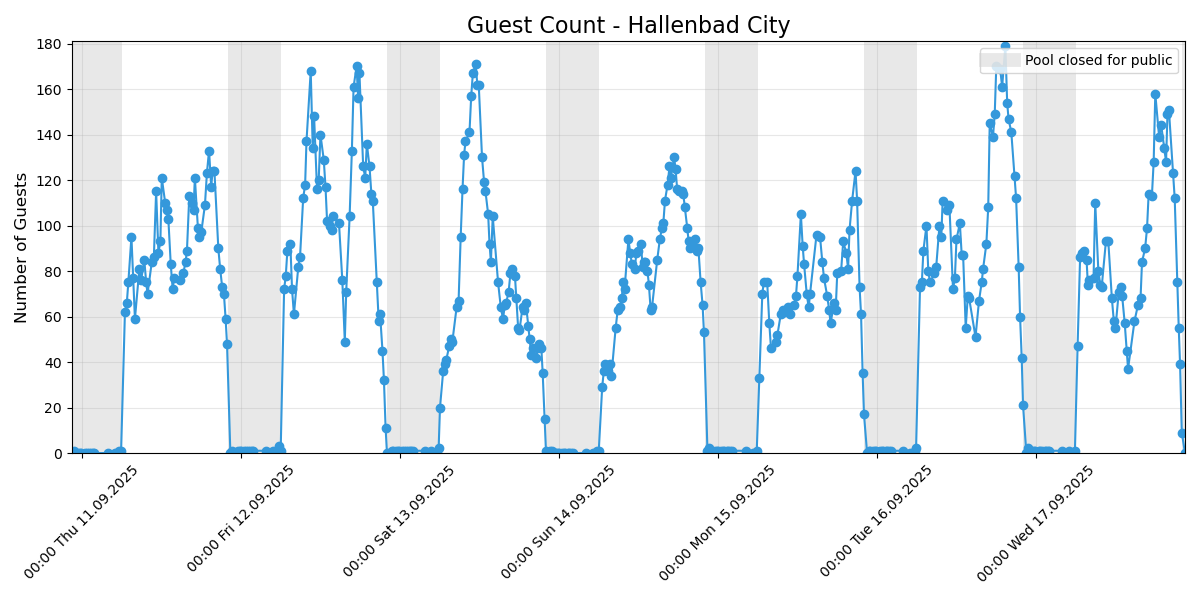 Guest Count - Hallenbad City
Number of Guests
180
160
140
120
100
80
60
40
20
0
Pool closed for public
00:00 Thu 11.09.2025
00:00 Fri 12.09.2025
00:00 Sat 13.09.2025
00:00 Sun 14.09.2025
00:00 Mon 15.09.2025
00:00 Tue 16.09.2025
00:00 Wed 17.09.2025